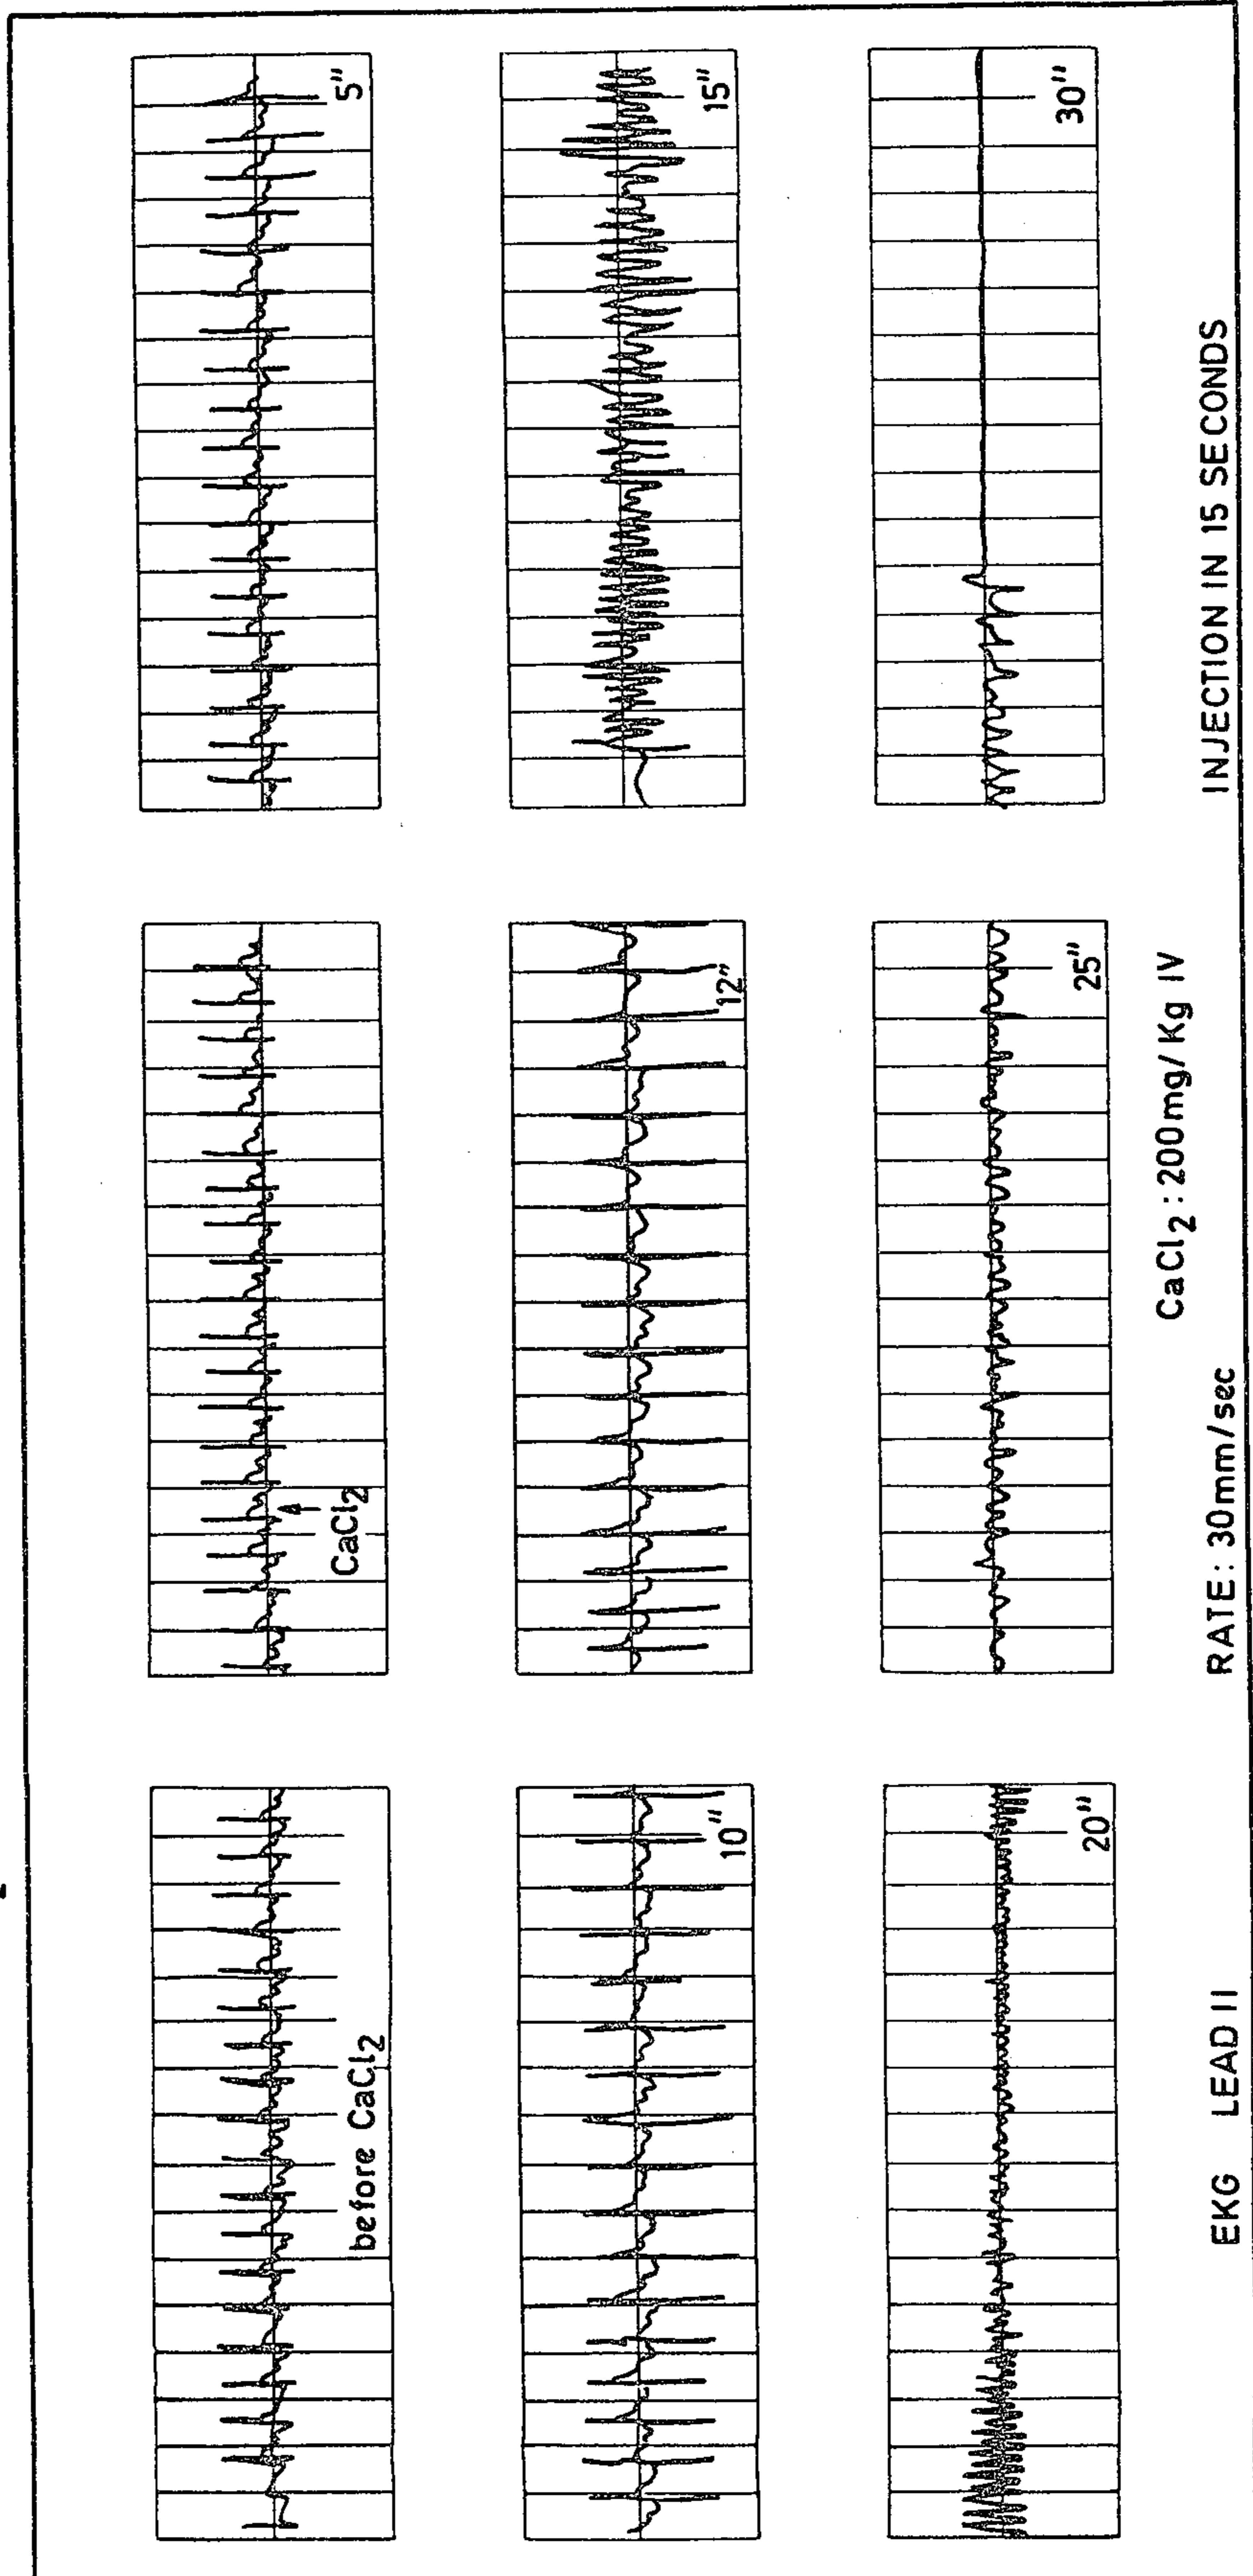 before CaCl2
CaCl2
5"
10"
12"
15"
20"
25"
30"
CaCl2 : 200mg/Kg IV
EKG LEAD II
RATE: 30mm/sec
INJECTION IN 15 SECONDS